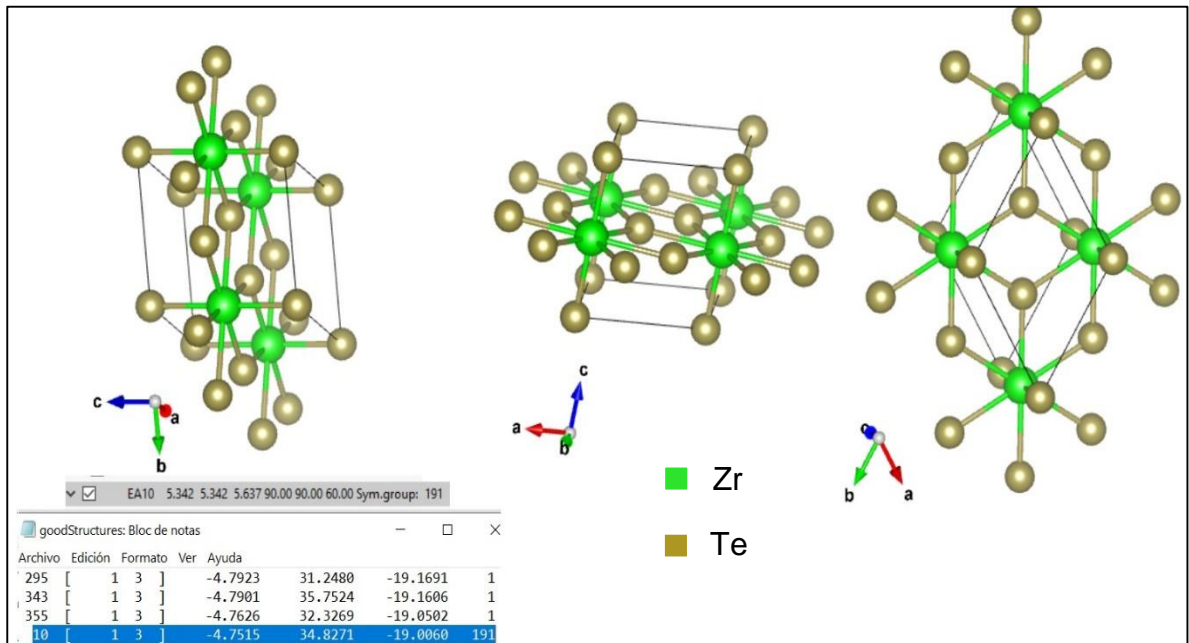 c
a
b
c
a
b
c
b
a
Zr
Te
EA10 5.342 5.342 5.637 90.00 90.00 60.00 Sym.group: 191
goodStructures: Bloc de notas
Archivo Edición Formato Ver Ayuda
295 [ 1 3 ] -4.7923 31.2480 -19.1691 1
343 [ 1 3 ] -4.7901 35.7524 -19.1606 1
355 [ 1 3 ] -4.7626 32.3269 -19.0502 1
10 [ 1 3 ] -4.7515 34.8271 -19.0060 191